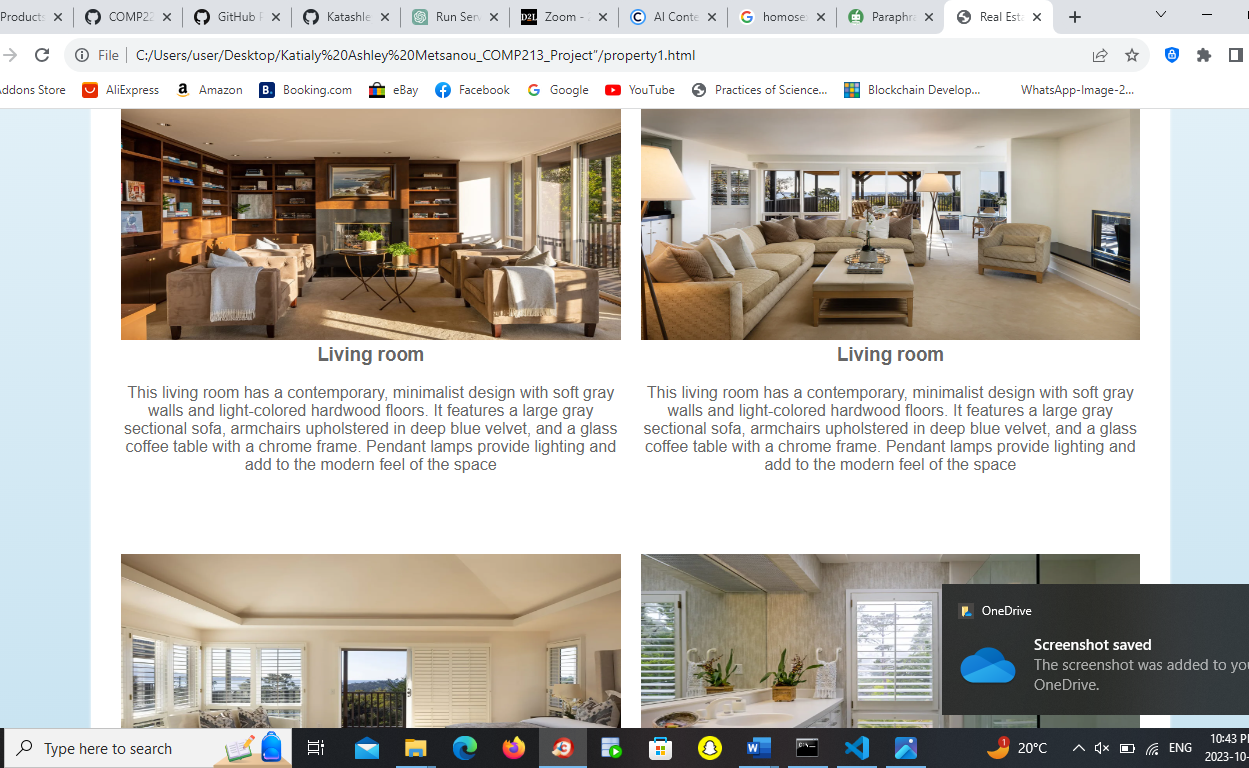 Products
COMP22
GitHub
Katashle
Run Serv
D2L
Zoom -
AI Conte
homose
Paraphra
Real Esta
File
C:/Users/user/Desktop/Katialy%20Ashley%20Metsanou_COMP213_Project"/property1.html
ddons Store
AliExpress
Amazon
Booking.com
eBay
Facebook
Google
YouTube
Practices of Science...
Blockchain Develop...
WhatsApp-Image-2...
Living room
This living room has a contemporary, minimalist design with soft gray
walls and light-colored hardwood floors. It features a large gray
sectional sofa, armchairs upholstered in deep blue velvet, and a glass
coffee table with a chrome frame. Pendant lamps provide lighting and
add to the modern feel of the space
Living room
This living room has a contemporary, minimalist design with soft gray
walls and light-colored hardwood floors. It features a large gray
sectional sofa, armchairs upholstered in deep blue velvet, and a glass
coffee table with a chrome frame. Pendant lamps provide lighting and
add to the modern feel of the space
OneDrive
Screenshot saved
The screenshot was added to you
OneDrive.
Type here to search
1
20°C
ENG
10:43 P
2023-10